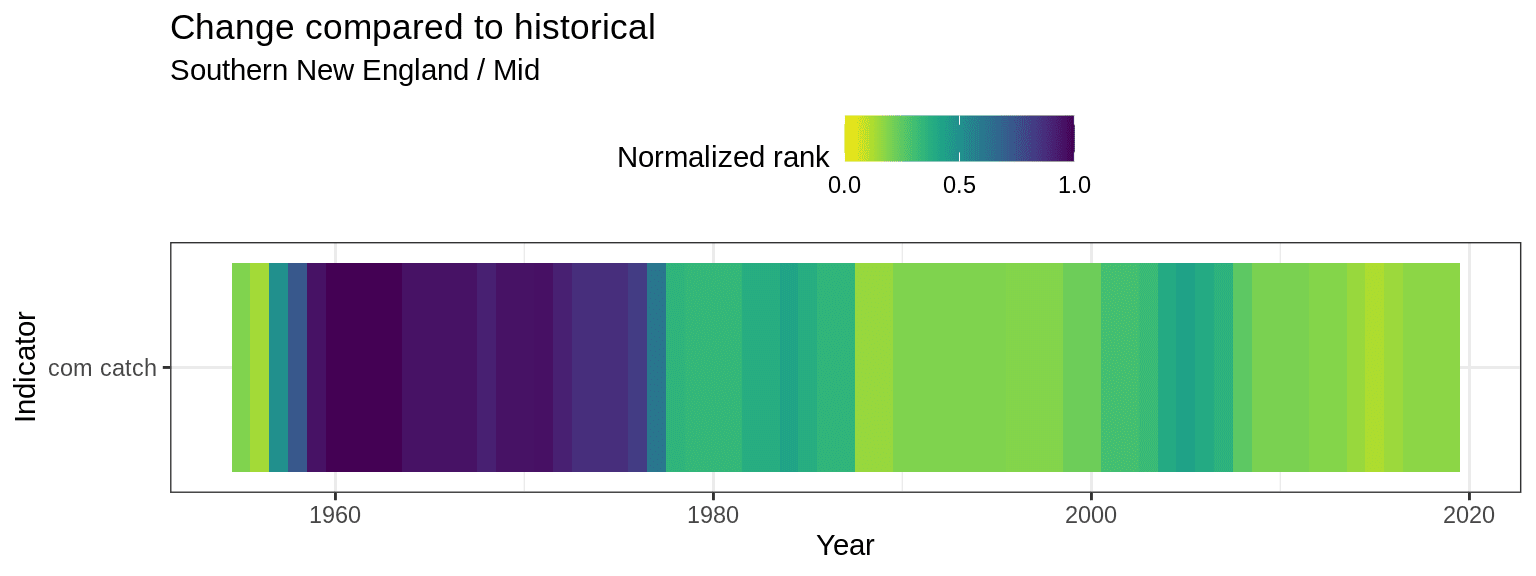 Change compared to historical
Southern New England / Mid
Normalized rank
0.0 0.5 1.0
Indicator
com catch
1960 1980 2000 2020
Year